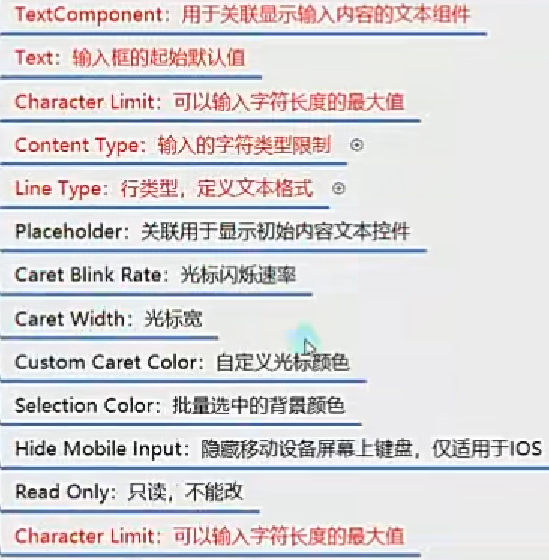 TextComponent：用于关联显示输入内容的文本组件
Text：输入框的起始默认值
Character Limit：可以输入字符长度的最大值
Content Type：输入的字符类型限制
Line Type：行类型，定义文本格式
Placeholder：关联用于显示初始内容文本控件
Caret Blink Rate：光标闪烁速率
Caret Width：光标宽
Custom Caret Color：自定义光标颜色
Selection Color：批量选中的背景颜色
Hide Mobile Input：隐藏移动设备屏幕上键盘，仅适用于IOS
Read Only：只读，不能改
Character Limit：可以输入字符长度的最大值